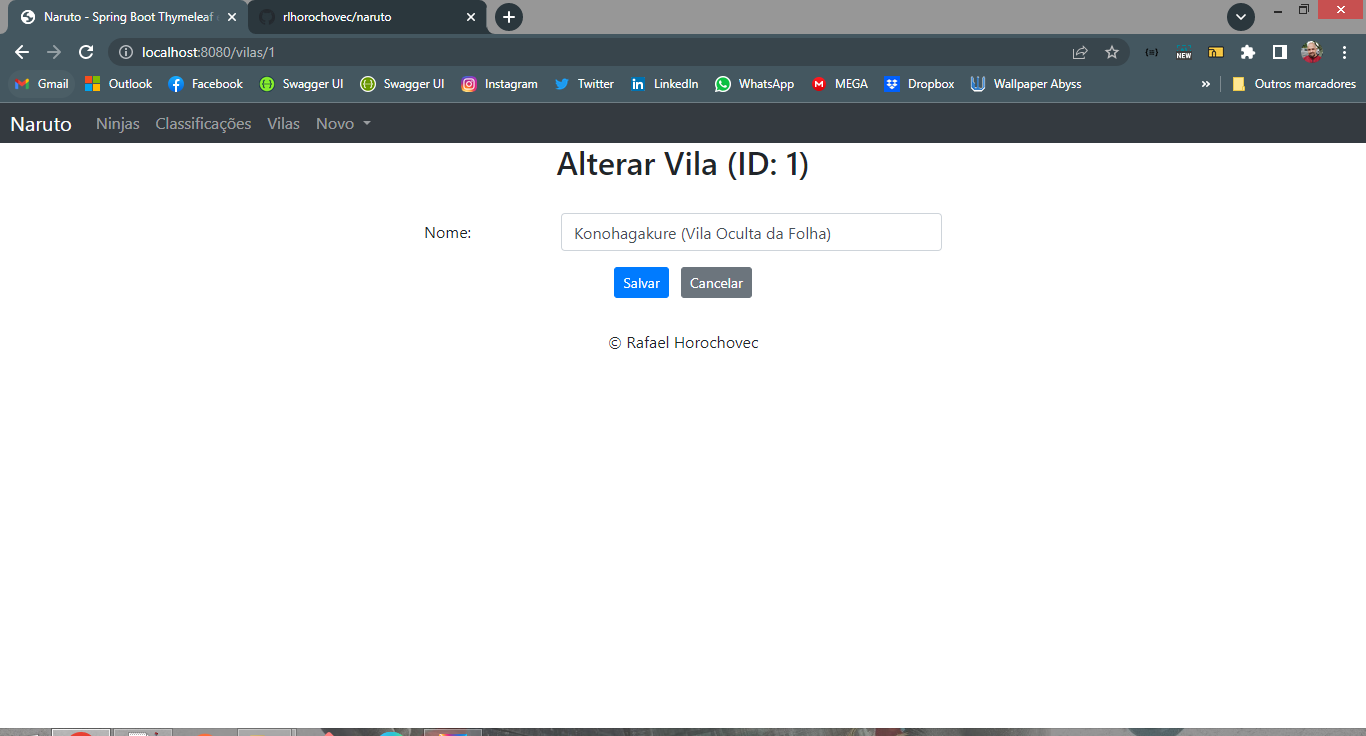 Naruto - Spring Boot Thymeleaf
rlhorochovec/naruto
localhost:8080/vilas/1
NEW
Gmail Outlook Facebook Swagger UI Swagger UI Instagram Twitter LinkedIn WhatsApp MEGA Dropbox Wallpaper Abyss » Outros marcadores
Naruto Ninjas Classificações Vilas Novo
Alterar Vila (ID: 1)
Nome: Konohagakure (Vila Oculta da Folha)
Salvar Cancelar
© Rafael Horochovec